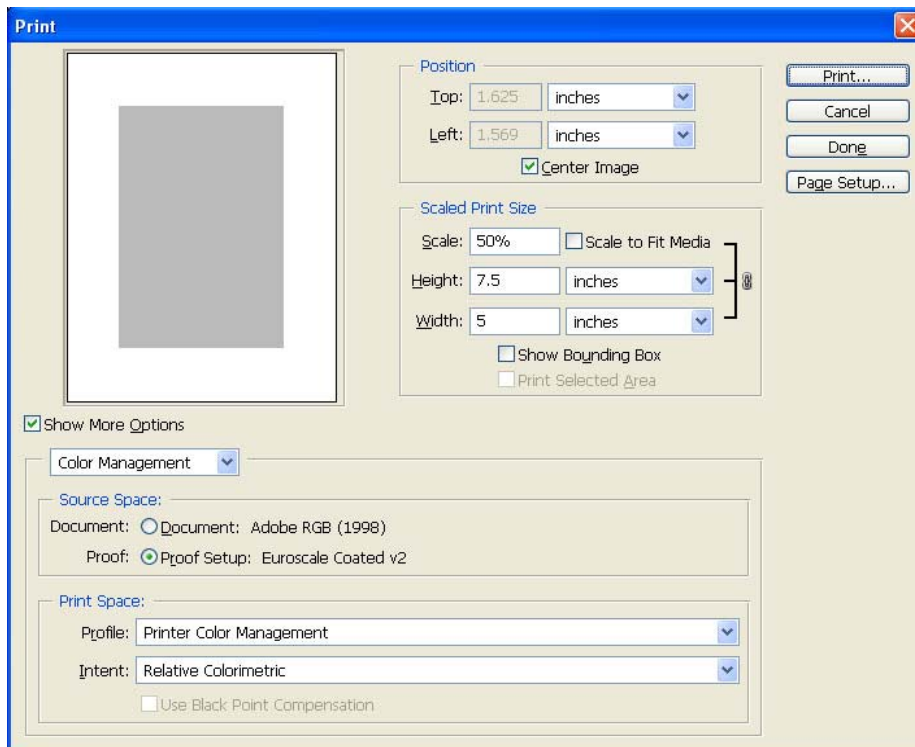 Print
Position
Top: 1.625 inches
Left: 1.569 inches
Center Image
Print...
Cancel
Done
Page Setup...
Scaled Print Size
Scale: 50% Scale to Fit Media
Height: 7.5 inches
Width: 5 inches
Show Bounding Box
Print Selected Area
Show More Options
Color Management
Source Space:
Document: Document: Adobe RGB (1998)
Proof: Proof Setup: Euroscale Coated v2
Print Space:
Profile: Printer Color Management
Intent: Relative Colorimetric
Use Black Point Compensation